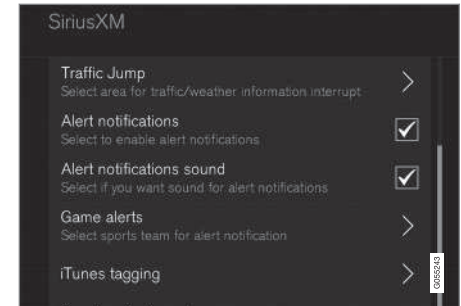 SiriusXM
Traffic Jump
Select area for traffic/weather information interrupt
Alert notifications
Select to enable alert notifications
Alert notifications sound
Select if you want sound for alert notifications
Game alerts
Select sports team for alert notification
iTunes tagging
G055243